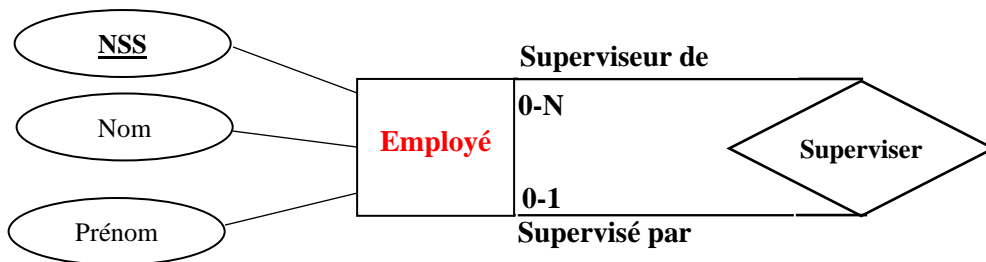 NSS
Nom
Prénom
Employé
Superviseur de
0-N
0-1
Supervisé par
Superviser